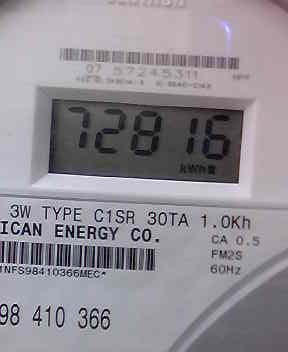 07 57245311
72816
kWh
3W TYPE C1SR 30TA 1.0Kh
ICAN ENERGY CO.
CA 0.5
FM2S
60Hz
1NFS98410366MEC*
98 410 366